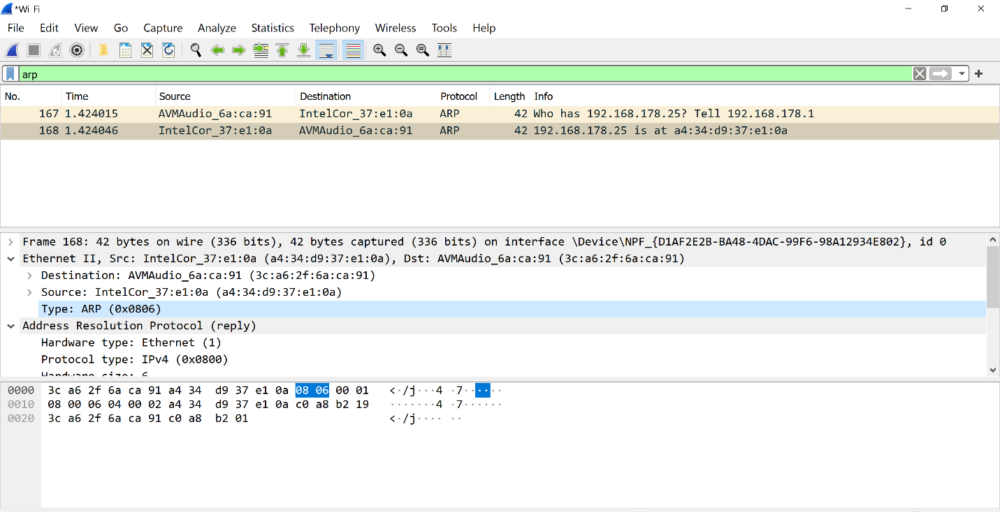 *Wi Fi
File Edit View Go Capture Analyze Statistics Telephony Wireless Tools Help
arp
No. Time Source Destination Protocol Length Info
167 1.424015 AVMAudio_6a:ca:91 IntelCor_37:e1:0a ARP 42 Who has 192.168.178.25? Tell 192.168.178.1
168 1.424046 IntelCor_37:e1:0a AVMAudio_6a:ca:91 ARP 42 192.168.178.25 is at a4:34:d9:37:e1:0a
Frame 168: 42 bytes on wire (336 bits), 42 bytes captured (336 bits) on interface \Device\NPF_{D1AF2E2B-BA48-4DAC-99F6-98A12934E802}, id 0
Ethernet II, Src: IntelCor_37:e1:0a (a4:34:d9:37:e1:0a), Dst: AVMAudio_6a:ca:91 (3c:a6:2f:6a:ca:91)
Destination: AVMAudio_6a:ca:91 (3c:a6:2f:6a:ca:91)
Source: IntelCor_37:e1:0a (a4:34:d9:37:e1:0a)
Type: ARP (0x0806)
Address Resolution Protocol (reply)
Hardware type: Ethernet (1)
Protocol type: IPv4 (0x0800)
Hardware size: 6
0000 3c a6 2f 6a ca 91 a4 34 d9 37 e1 0a 08 06 00 01 <·/j···4 ·7······
0010 08 00 06 04 00 02 a4 34 d9 37 e1 0a c0 a8 b2 19 ·······4 ·7······
0020 3c a6 2f 6a ca 91 c0 a8 b2 01 <·/j···· ··